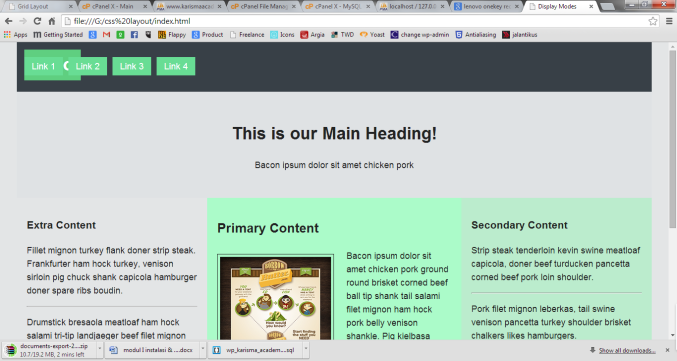 Grid Layout
cPanel X - Main
www.karismaacc
cPanel File Manag
cPanel X - MySQ
localhost / 127.0
lenovo onekey re
Display Modes
file:///G:/css%20layout/index.html
Apps
Getting Started
Flappy
Product
Freelance
Icons
Argia
TWD
Yoast
change wp-admin
Antialiasing
jalantikus
Link 1
Link 2
Link 3
Link 4
This is our Main Heading!
Bacon ipsum dolor sit amet chicken pork
Extra Content
Fillet mignon turkey flank doner strip steak.
Frankfurter ham hock turkey, venison
sirloin pig chuck shank capicola hamburger
doner spare ribs boudin.
Drumstick bresaola meatloaf ham hock
salami tri-tip landjaeger beef filet mignon
Primary Content
Bacon ipsum dolor sit
amet chicken pork ground
round brisket corned beef
ball tip shank tail salami
filet mignon ham hock
pork belly venison
shankle. Pig kielbasa
Secondary Content
Strip steak tenderloin kevin swine meatloaf
capicola, doner beef turducken pancetta
corned beef pork loin shoulder.
Pork filet mignon leberkas, tail swine
venison pancetta turkey shoulder brisket
chalkers likes hamburgers.
documents-export-2....zip
10.7/19.2 MB, 2 mins left
modul I instalasi & ....docx
wp_karisma_academ....sql
Show all downloads...